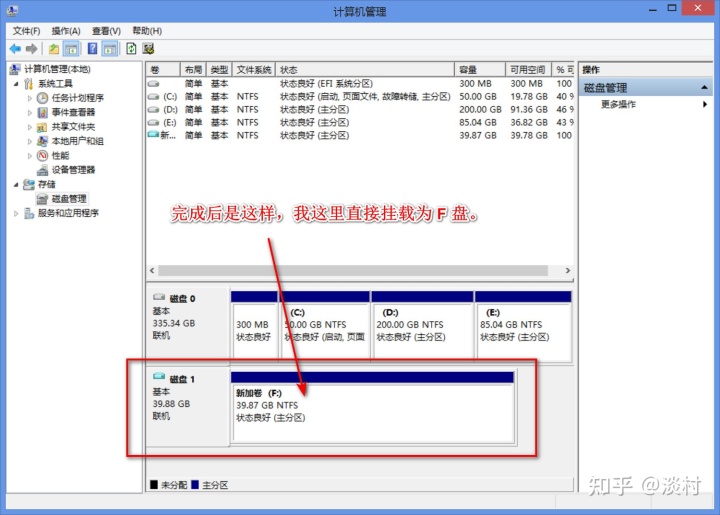 计算机管理
文件(F) 操作(A) 查看(V) 帮助(H)
计算机管理(本地)
系统工具
任务计划程序
事件查看器
共享文件夹
本地用户和组
性能
设备管理器
存储
磁盘管理
服务和应用程序
卷 布局 类型 文件系统 状态 容量 可用空间 % 可
简单 基本 状态良好 (EFI 系统分区) 300 MB 300 MB 100
(C:) 简单 基本 NTFS 状态良好 (启动, 页面文件, 故障转储, 主分区) 50.00 GB 19.78 GB 40 %
(D:) 简单 基本 NTFS 状态良好 (主分区) 200.00 GB 91.36 GB 46 %
(E:) 简单 基本 NTFS 状态良好 (主分区) 85.04 GB 36.82 GB 43 %
新... 简单 基本 NTFS 状态良好 (主分区) 39.87 GB 39.78 GB 100
操作
磁盘管理
更多操作
完成后是这样，我这里直接挂载为 F 盘。
磁盘 0
基本
335.34 GB
联机
300 MB
状态良好
(C:)
50.00 GB NTFS
状态良好 (启动, 页面
(D:)
200.00 GB NTFS
状态良好 (主分区)
(E:)
85.04 GB NTFS
状态良好 (主分区)
磁盘 1
基本
39.88 GB
联机
新加卷 (F:)
39.87 GB NTFS
状态良好 (主分区)
未分配 主分区
知乎 @淡村